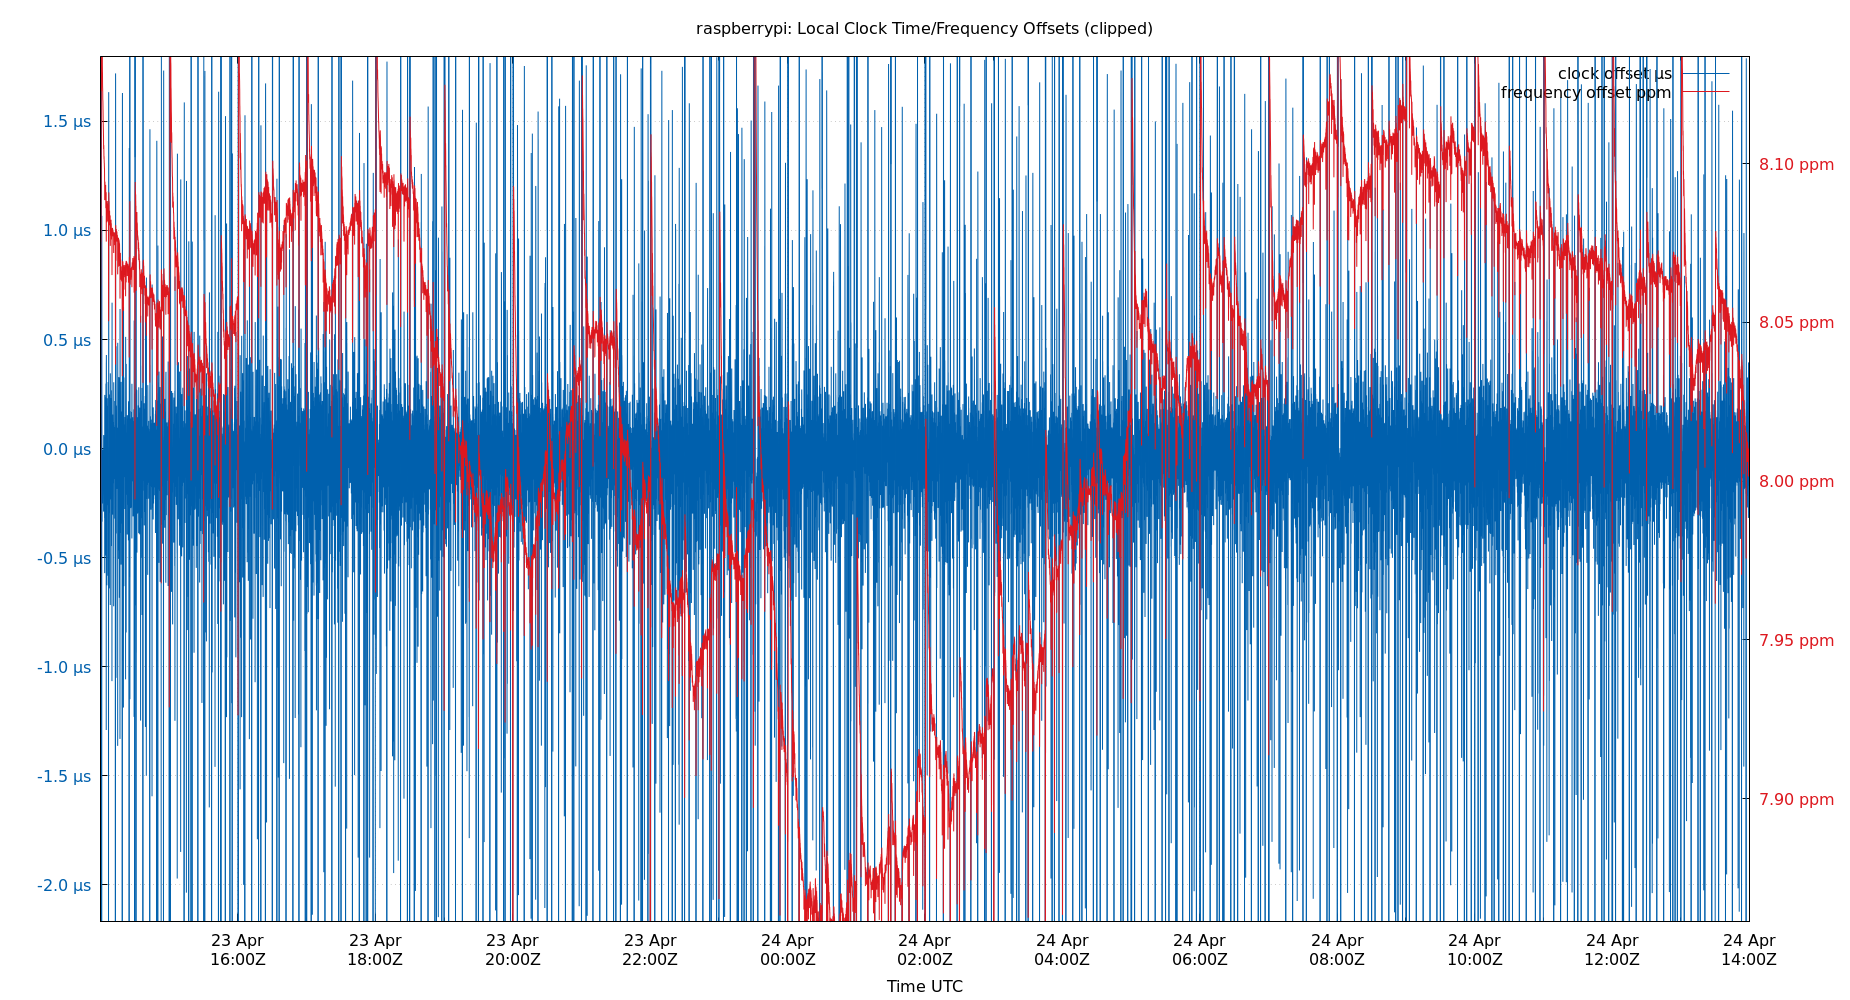 raspberrypi: Local Clock Time/Frequency Offsets (clipped)
clock offset µs
frequency offset ppm
1.5 µs
1.0 µs
0.5 µs
0.0 µs
-0.5 µs
-1.0 µs
-1.5 µs
-2.0 µs
8.10 ppm
8.05 ppm
8.00 ppm
7.95 ppm
7.90 ppm
23 Apr 23 Apr 23 Apr 23 Apr 24 Apr 24 Apr 24 Apr 24 Apr 24 Apr 24 Apr 24 Apr 24 Apr
16:00Z 18:00Z 20:00Z 22:00Z 00:00Z 02:00Z 04:00Z 06:00Z 08:00Z 10:00Z 12:00Z 14:00Z
Time UTC